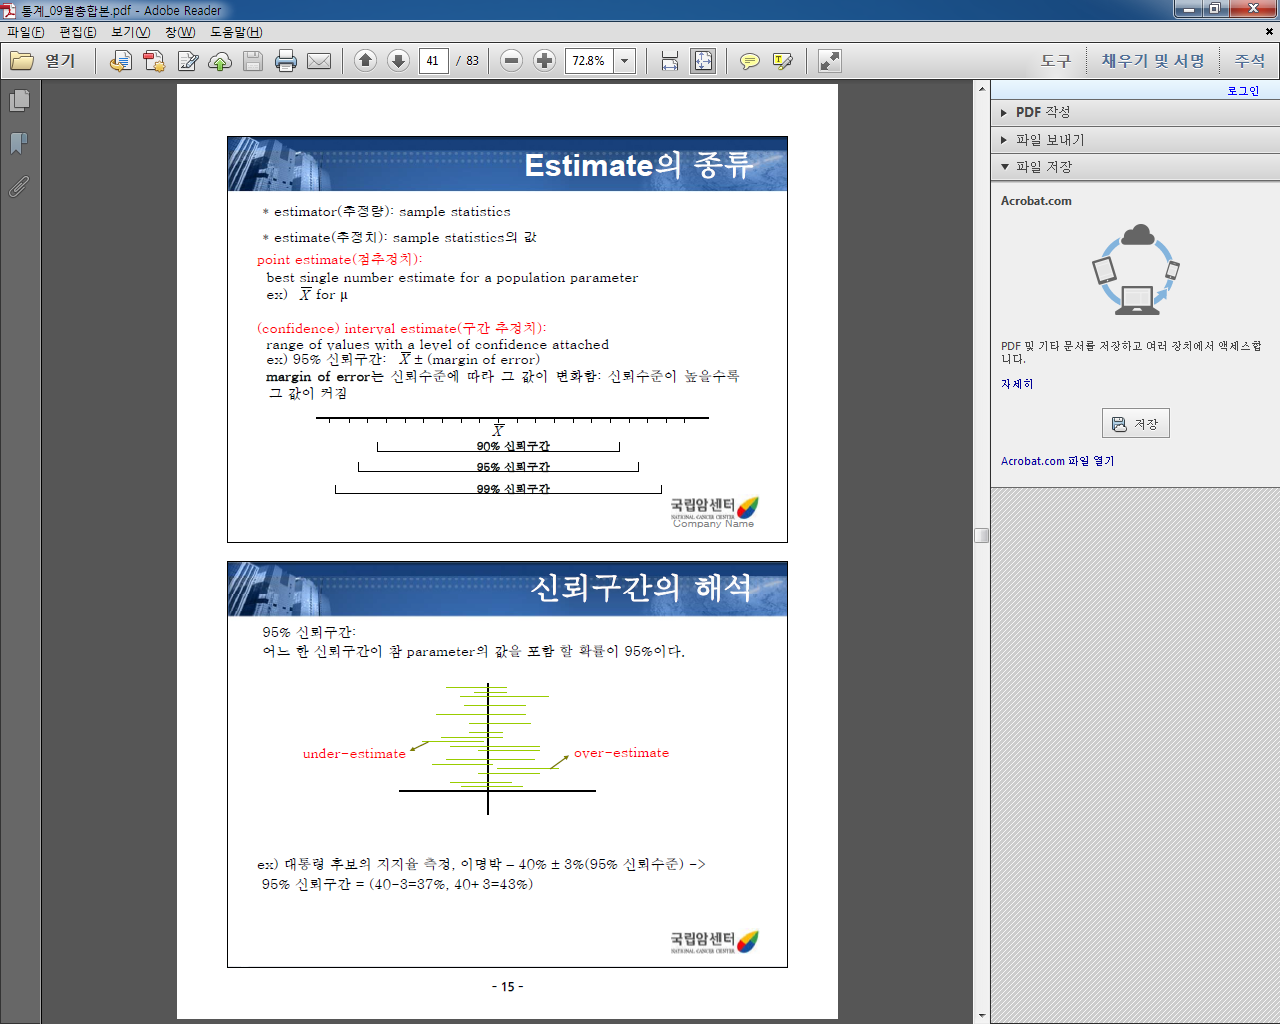 통계_09월총합본.pdf - Adobe Reader
파일(F) 편집(E) 보기(V) 창(W) 도움말(H)
열기 41 / 83 72.8% 도구 채우기 및 서명 주석
로그인
PDF 작성
파일 보내기
파일 저장
Acrobat.com
PDF 및 기타 문서를 저장하고 여러 장치에서 액세스합
니다.
자세히
저장
Acrobat.com 파일 열기
Estimate의 종류
* estimator(추정량): sample statistics
* estimate(추정치): sample statistics의 값
point estimate(점추정치):
best single number estimate for a population parameter
ex) X̅ for μ
(confidence) interval estimate(구간 추정치):
range of values with a level of confidence attached
ex) 95% 신뢰구간: X̅ ± (margin of error)
margin of error는 신뢰수준에 따라 그 값이 변화함: 신뢰수준이 높을수록
그 값이 커짐
X̅
90% 신뢰구간
95% 신뢰구간
99% 신뢰구간
국립암센터
NATIONAL CANCER CENTER
Company Name
신뢰구간의 해석
95% 신뢰구간:
어느 한 신뢰구간이 참 parameter의 값을 포함 할 확률이 95%이다.
under-estimate
over-estimate
ex) 대통령 후보의 지지율 측정, 이명박 – 40% ± 3%(95% 신뢰수준) ->
95% 신뢰구간 = (40-3=37%, 40+3=43%)
국립암센터
NATIONAL CANCER CENTER
- 15 -